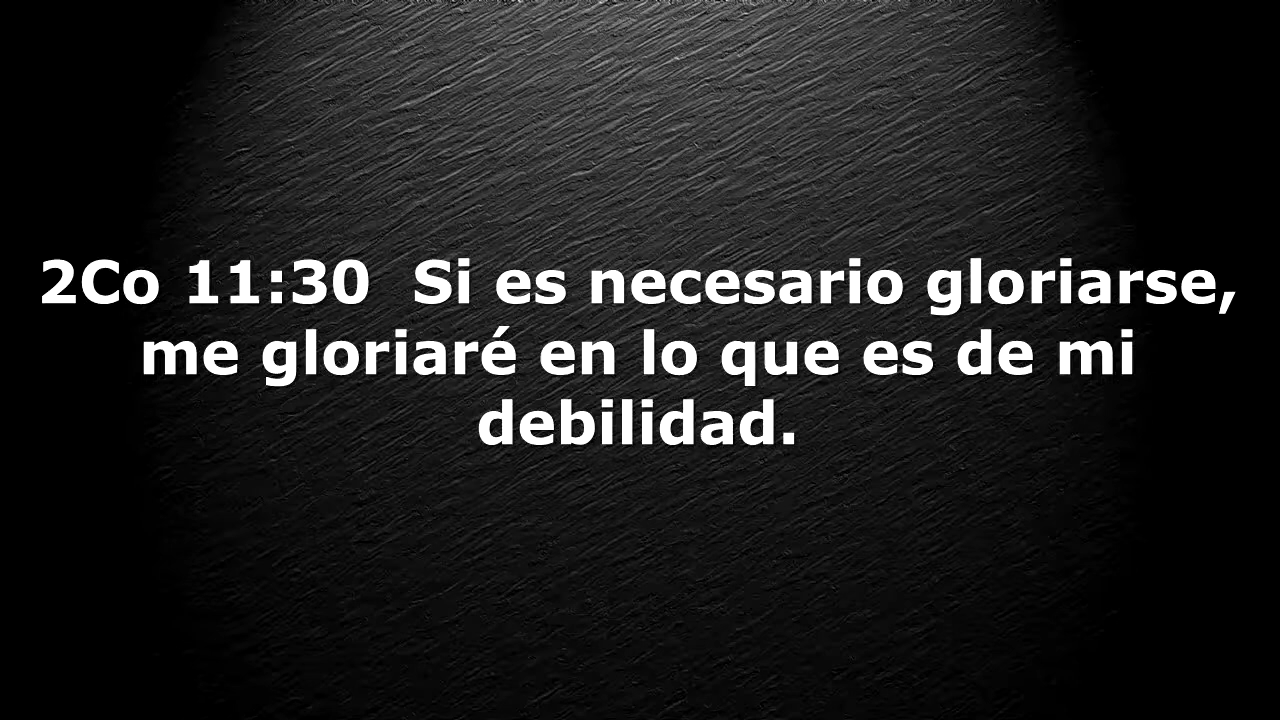 2Co 11:30  Si es necesario gloriarse,
me gloriaré en lo que es de mi
debilidad.